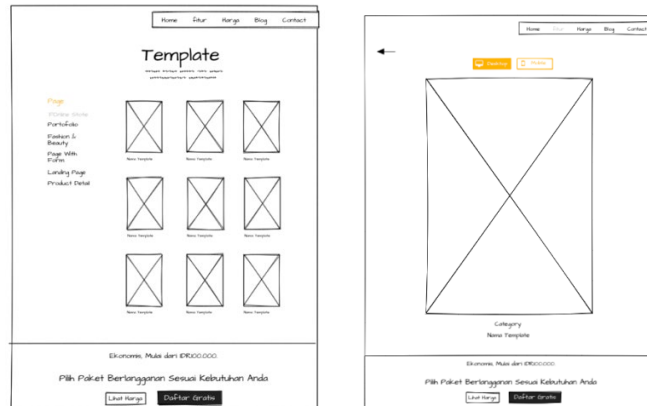 Home fitur Harga Blog Contact
Template
Page
Portofolio
Fashion &
Beauty
Page With
Form
Landing Page
Product Detail
Nama Template Nama Template Nama Template
Nama Template Nama Template Nama Template
Nama Template Nama Template Nama Template
Ekonomis, Mulai dari IDR100.000
Pilih Paket Berlangganan Sesuai Kebutuhan Anda
Lihat Harga Daftar Gratis
Home fitur Harga Blog Contact
Desktop Mobile
Category
Nama Template
Ekonomis, Mulai dari IDR100.000
Pilih Paket Berlangganan Sesuai Kebutuhan Anda
Lihat Harga Daftar Gratis